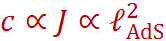 c ∝ J ∝ ℓ²_AdS